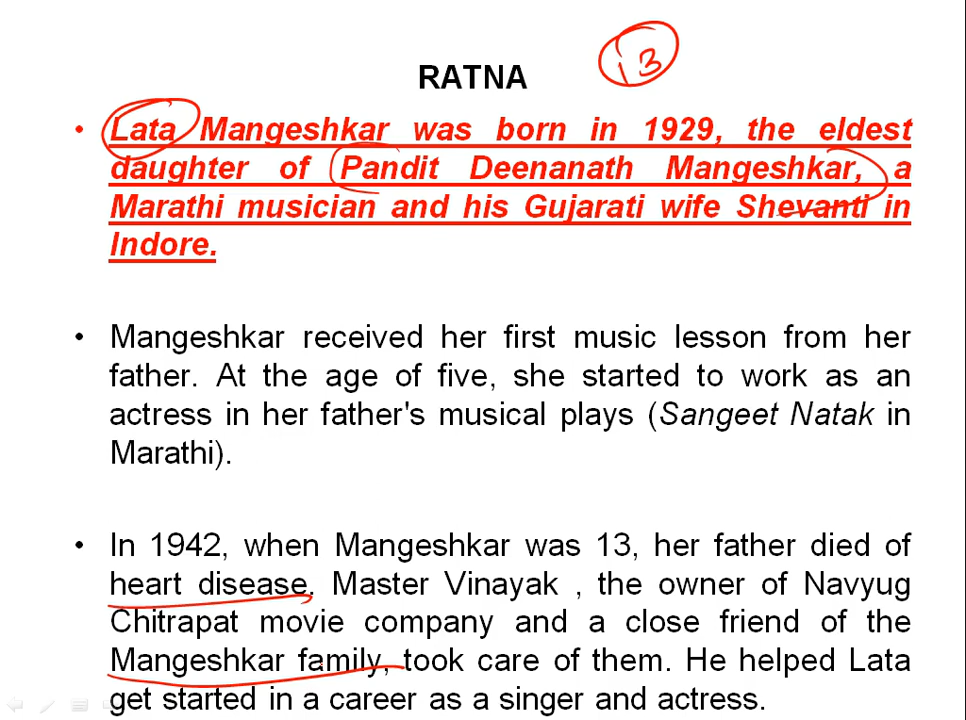 13
RATNA
• Lata Mangeshkar was born in 1929, the eldest
daughter of Pandit Deenanath Mangeshkar, a
Marathi musician and his Gujarati wife Shevanti in
Indore.
• Mangeshkar received her first music lesson from her
father. At the age of five, she started to work as an
actress in her father's musical plays (Sangeet Natak in
Marathi).
• In 1942, when Mangeshkar was 13, her father died of
heart disease. Master Vinayak , the owner of Navyug
Chitrapat movie company and a close friend of the
Mangeshkar family, took care of them. He helped Lata
get started in a career as a singer and actress.